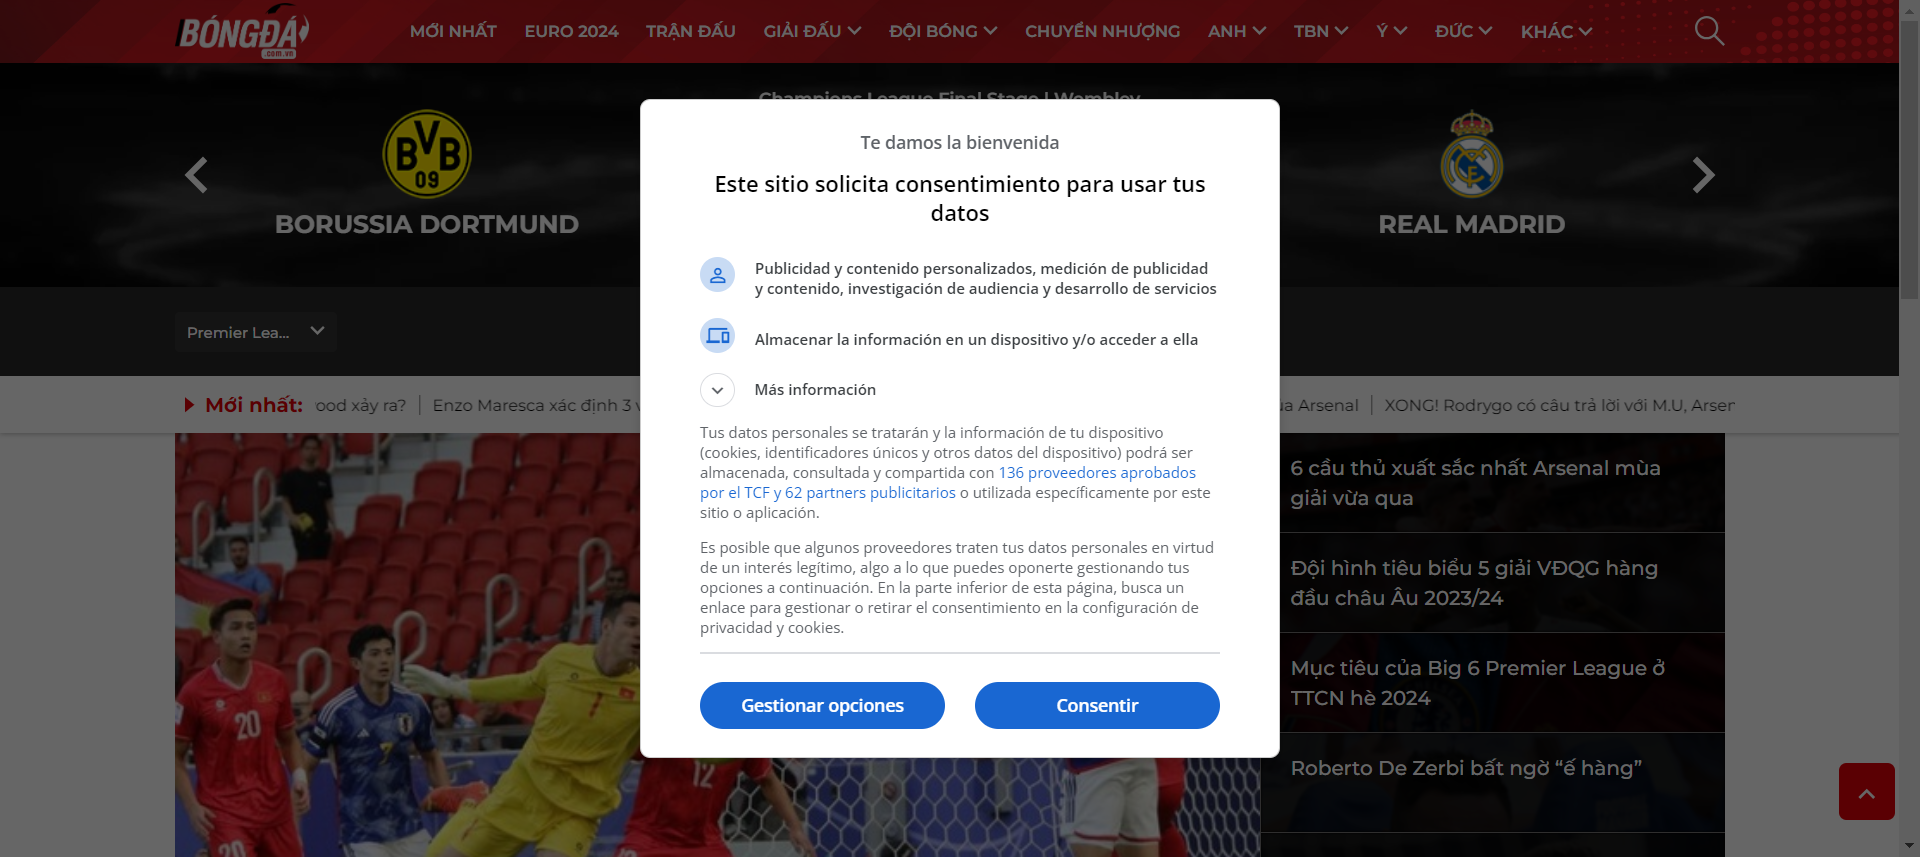 BÓNGĐÁ
.com.vn
MỚI NHẤT EURO 2024 TRẬN ĐẤU GIẢI ĐẤU ĐỘI BÓNG CHUYỂN NHƯỢNG ANH TBN Ý ĐỨC KHÁC
Champions League Final Stage | Wembley
BVB
09
BORUSSIA DORTMUND
REAL MADRID
Te damos la bienvenida
Este sitio solicita consentimiento para usar tus
datos
Publicidad y contenido personalizados, medición de publicidad
y contenido, investigación de audiencia y desarrollo de servicios
Almacenar la información en un dispositivo y/o acceder a ella
Más información
Tus datos personales se tratarán y la información de tu dispositivo
(cookies, identificadores únicos y otros datos del dispositivo) podrá ser
almacenada, consultada y compartida con 136 proveedores aprobados
por el TCF y 62 partners publicitarios o utilizada específicamente por este
sitio o aplicación.
Es posible que algunos proveedores traten tus datos personales en virtud
de un interés legítimo, algo a lo que puedes oponerte gestionando tus
opciones a continuación. En la parte inferior de esta página, busca un
enlace para gestionar o retirar el consentimiento en la configuración de
privacidad y cookies.
Gestionar opciones
Consentir
Premier Lea...
Mới nhất: ood xảy ra? | Enzo Maresca xác định 3
ủa Arsenal | XONG! Rodrygo có câu trả lời với M.U, Arser
6 cầu thủ xuất sắc nhất Arsenal mùa
giải vừa qua
Đội hình tiêu biểu 5 giải VĐQG hàng
đầu châu Âu 2023/24
Mục tiêu của Big 6 Premier League ở
TTCN hè 2024
Roberto De Zerbi bất ngờ “ế hàng”
20
7
12